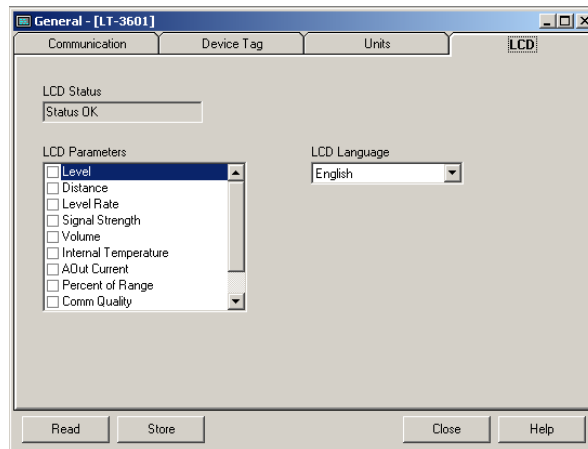 General - [LT-3601]
Communication
Device Tag
Units
LCD
LCD Status
Status OK
LCD Parameters
Level
Distance
Level Rate
Signal Strength
Volume
Internal Temperature
AOut Current
Percent of Range
Comm Quality
LCD Language
English
Read
Store
Close
Help